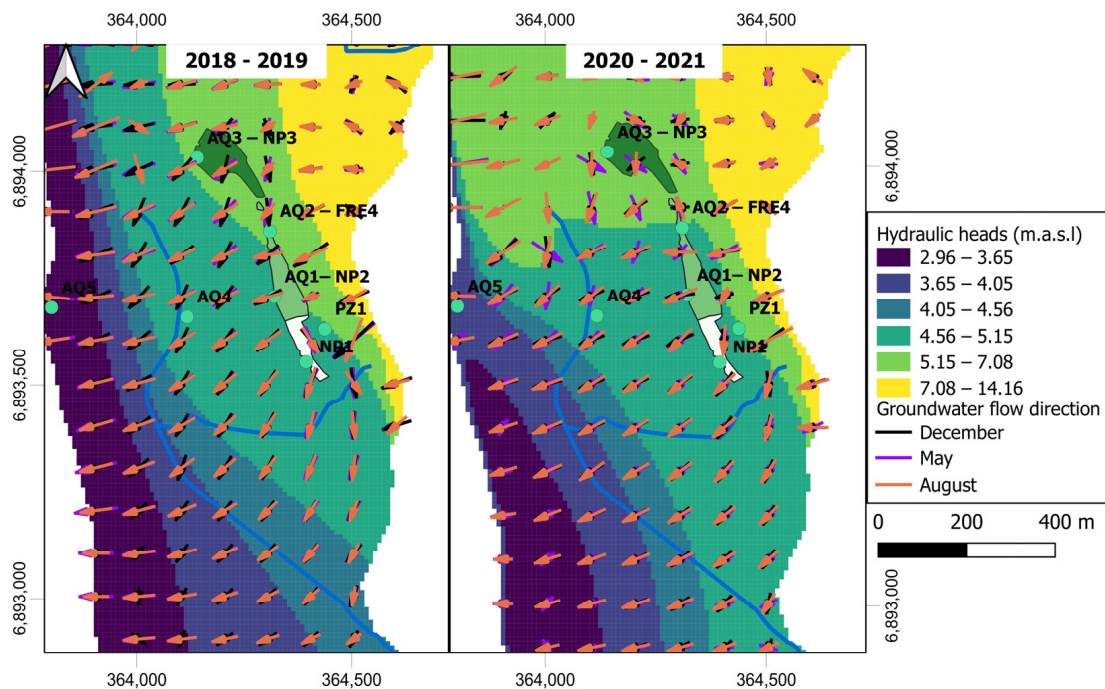 364,000
364,500
364,000
364,500
2018 - 2019
2020 - 2021
6,894,000
6,893,500
6,893,000
AQ3 – NP3
AQ2 – FRE4
AQ1 – NP2
AQ5
AQ4
PZ1
NP1
AQ3 – NP3
AQ2 – FRE4
AQ1 – NP2
AQ5
AQ4
PZ1
NP1
6,894,000
6,893,000
Hydraulic heads (m.a.s.l)
2.96 – 3.65
3.65 – 4.05
4.05 – 4.56
4.56 – 5.15
5.15 – 7.08
7.08 – 14.16
Groundwater flow direction
December
May
August
0 200 400 m
364,000
364,500
364,000
364,500